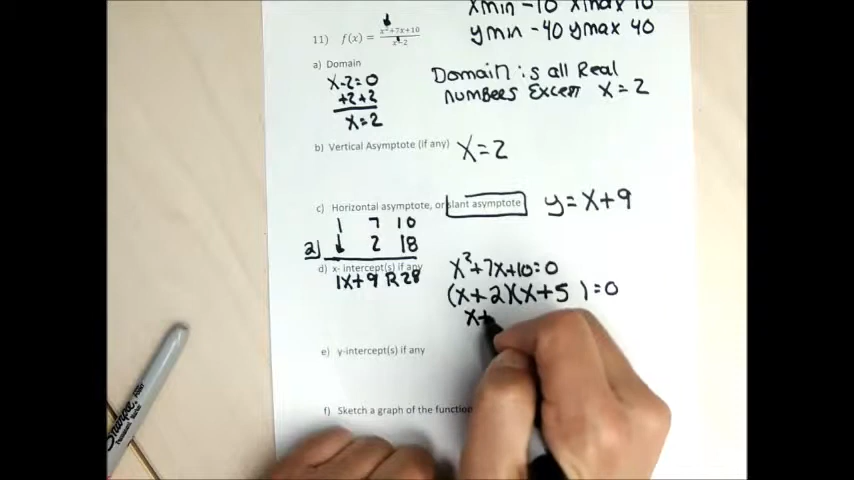 xmin -10 xmax 10
ymin -40 ymax 40
11) f(x) = x²+7x+10 / x-2
a) Domain
x-2=0
+2 +2
x=2
Domain is all Real
numbers Except x=2
b) Vertical Asymptote (if any) x=2
c) Horizontal asymptote, or slant asymptote y=x+9
1 7 10
2 ↓ 2 18
1x+9 R28
d) x- intercept(s) if any
x²+7x+10=0
(x+2)(x+5)=0
x+
e) y-intercept(s) if any
f) Sketch a graph of the function
Sharpie